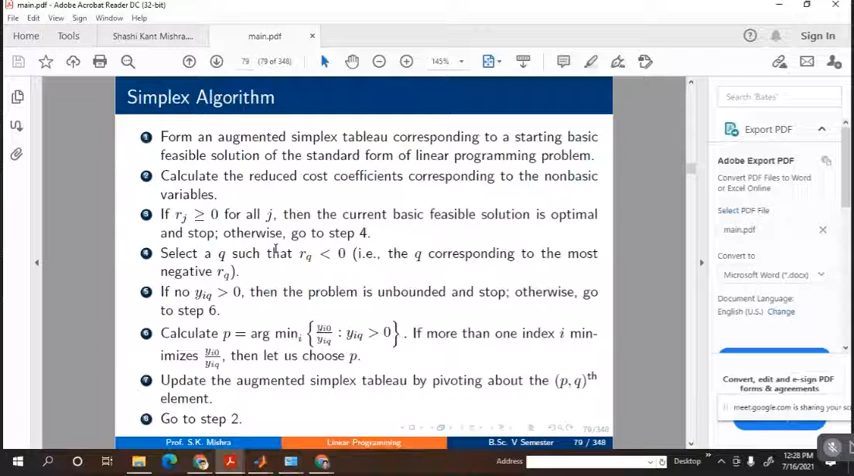 main.pdf - Adobe Acrobat Reader DC (32-bit)
File Edit View Sign Window Help
Home Tools Shashi Kant Mishra.... main.pdf × Sign In
79 (79 of 348) 145%
Simplex Algorithm
1 Form an augmented simplex tableau corresponding to a starting basic
feasible solution of the standard form of linear programming problem.
2 Calculate the reduced cost coefficients corresponding to the nonbasic
variables.
3 If r_j ≥ 0 for all j, then the current basic feasible solution is optimal
and stop; otherwise, go to step 4.
4 Select a q such that r_q < 0 (i.e., the q corresponding to the most
negative r_q).
5 If no y_iq > 0, then the problem is unbounded and stop; otherwise, go
to step 6.
6 Calculate p = arg min_i { y_i0 / y_iq : y_iq > 0 }. If more than one index i min-
imizes y_i0 / y_iq, then let us choose p.
7 Update the augmented simplex tableau by pivoting about the (p, q)th
element.
8 Go to step 2.
79/348
Prof. S.K. Mishra Linear Programming B.Sc. V Semester 79 / 348
Search 'Bates'
Export PDF
Adobe Export PDF
Convert PDF Files to Word
or Excel Online
Select PDF File
main.pdf ×
Convert to
Microsoft Word (*.docx)
Document Language:
English (U.S.) Change
Convert, edit and e-sign PDF
forms & agreements
meet.google.com is sharing your sc
Address
12:28 PM
7/16/2021